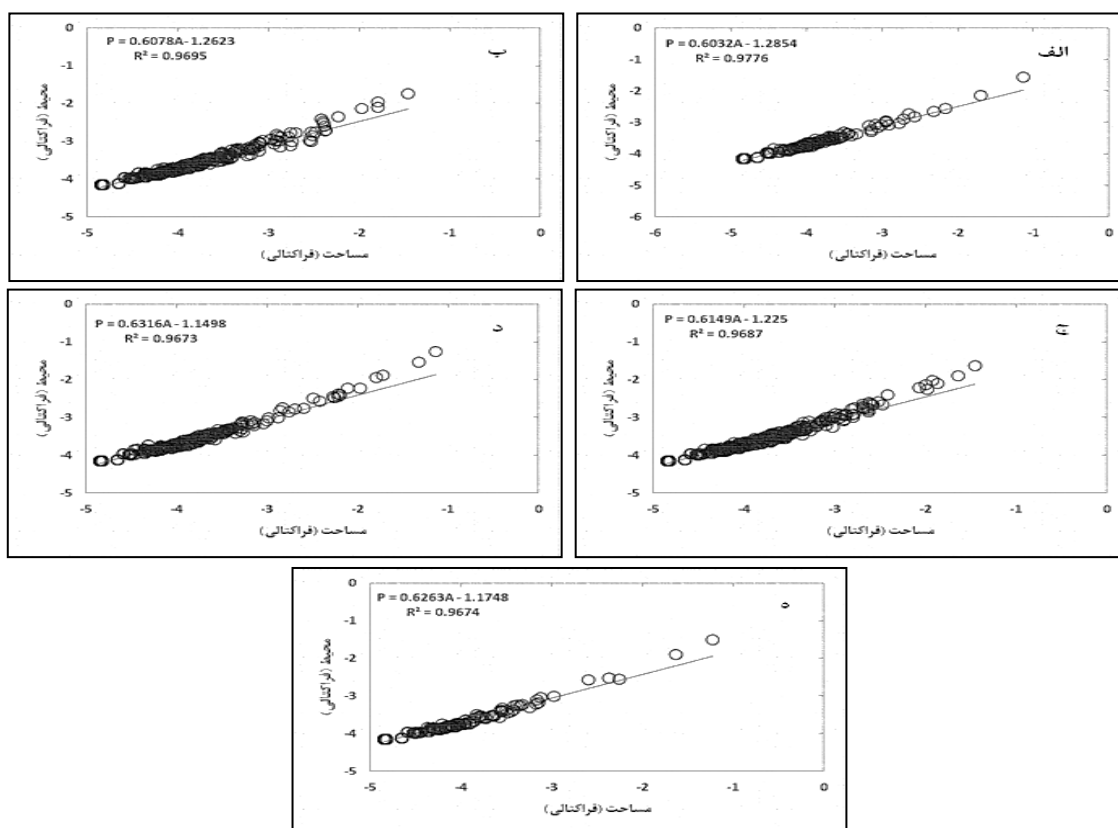 الف
P = 0.6032A - 1.2854
R² = 0.9776
0
-1
-2
-3
-4
-5
-6
محیط (فراکتالی)
-6 -5 -4 -3 -2 -1 0
مساحت (فراکتالی)
ب
P = 0.6078A - 1.2623
R² = 0.9695
0
-1
-2
-3
-4
-5
محیط (فراکتالی)
-5 -4 -3 -2 -1 0
مساحت (فراکتالی)
ج
P = 0.6149A - 1.225
R² = 0.9687
0
-1
-2
-3
-4
-5
محیط (فراکتالی)
-5 -4 -3 -2 -1 0
مساحت (فراکتالی)
د
P = 0.6316A - 1.1498
R² = 0.9673
0
-1
-2
-3
-4
-5
محیط (فراکتالی)
-5 -4 -3 -2 -1 0
مساحت (فراکتالی)
ه
P = 0.6263A - 1.1748
R² = 0.9674
0
-1
-2
-3
-4
-5
محیط (فراکتالی)
-5 -4 -3 -2 -1 0
مساحت (فراکتالی)